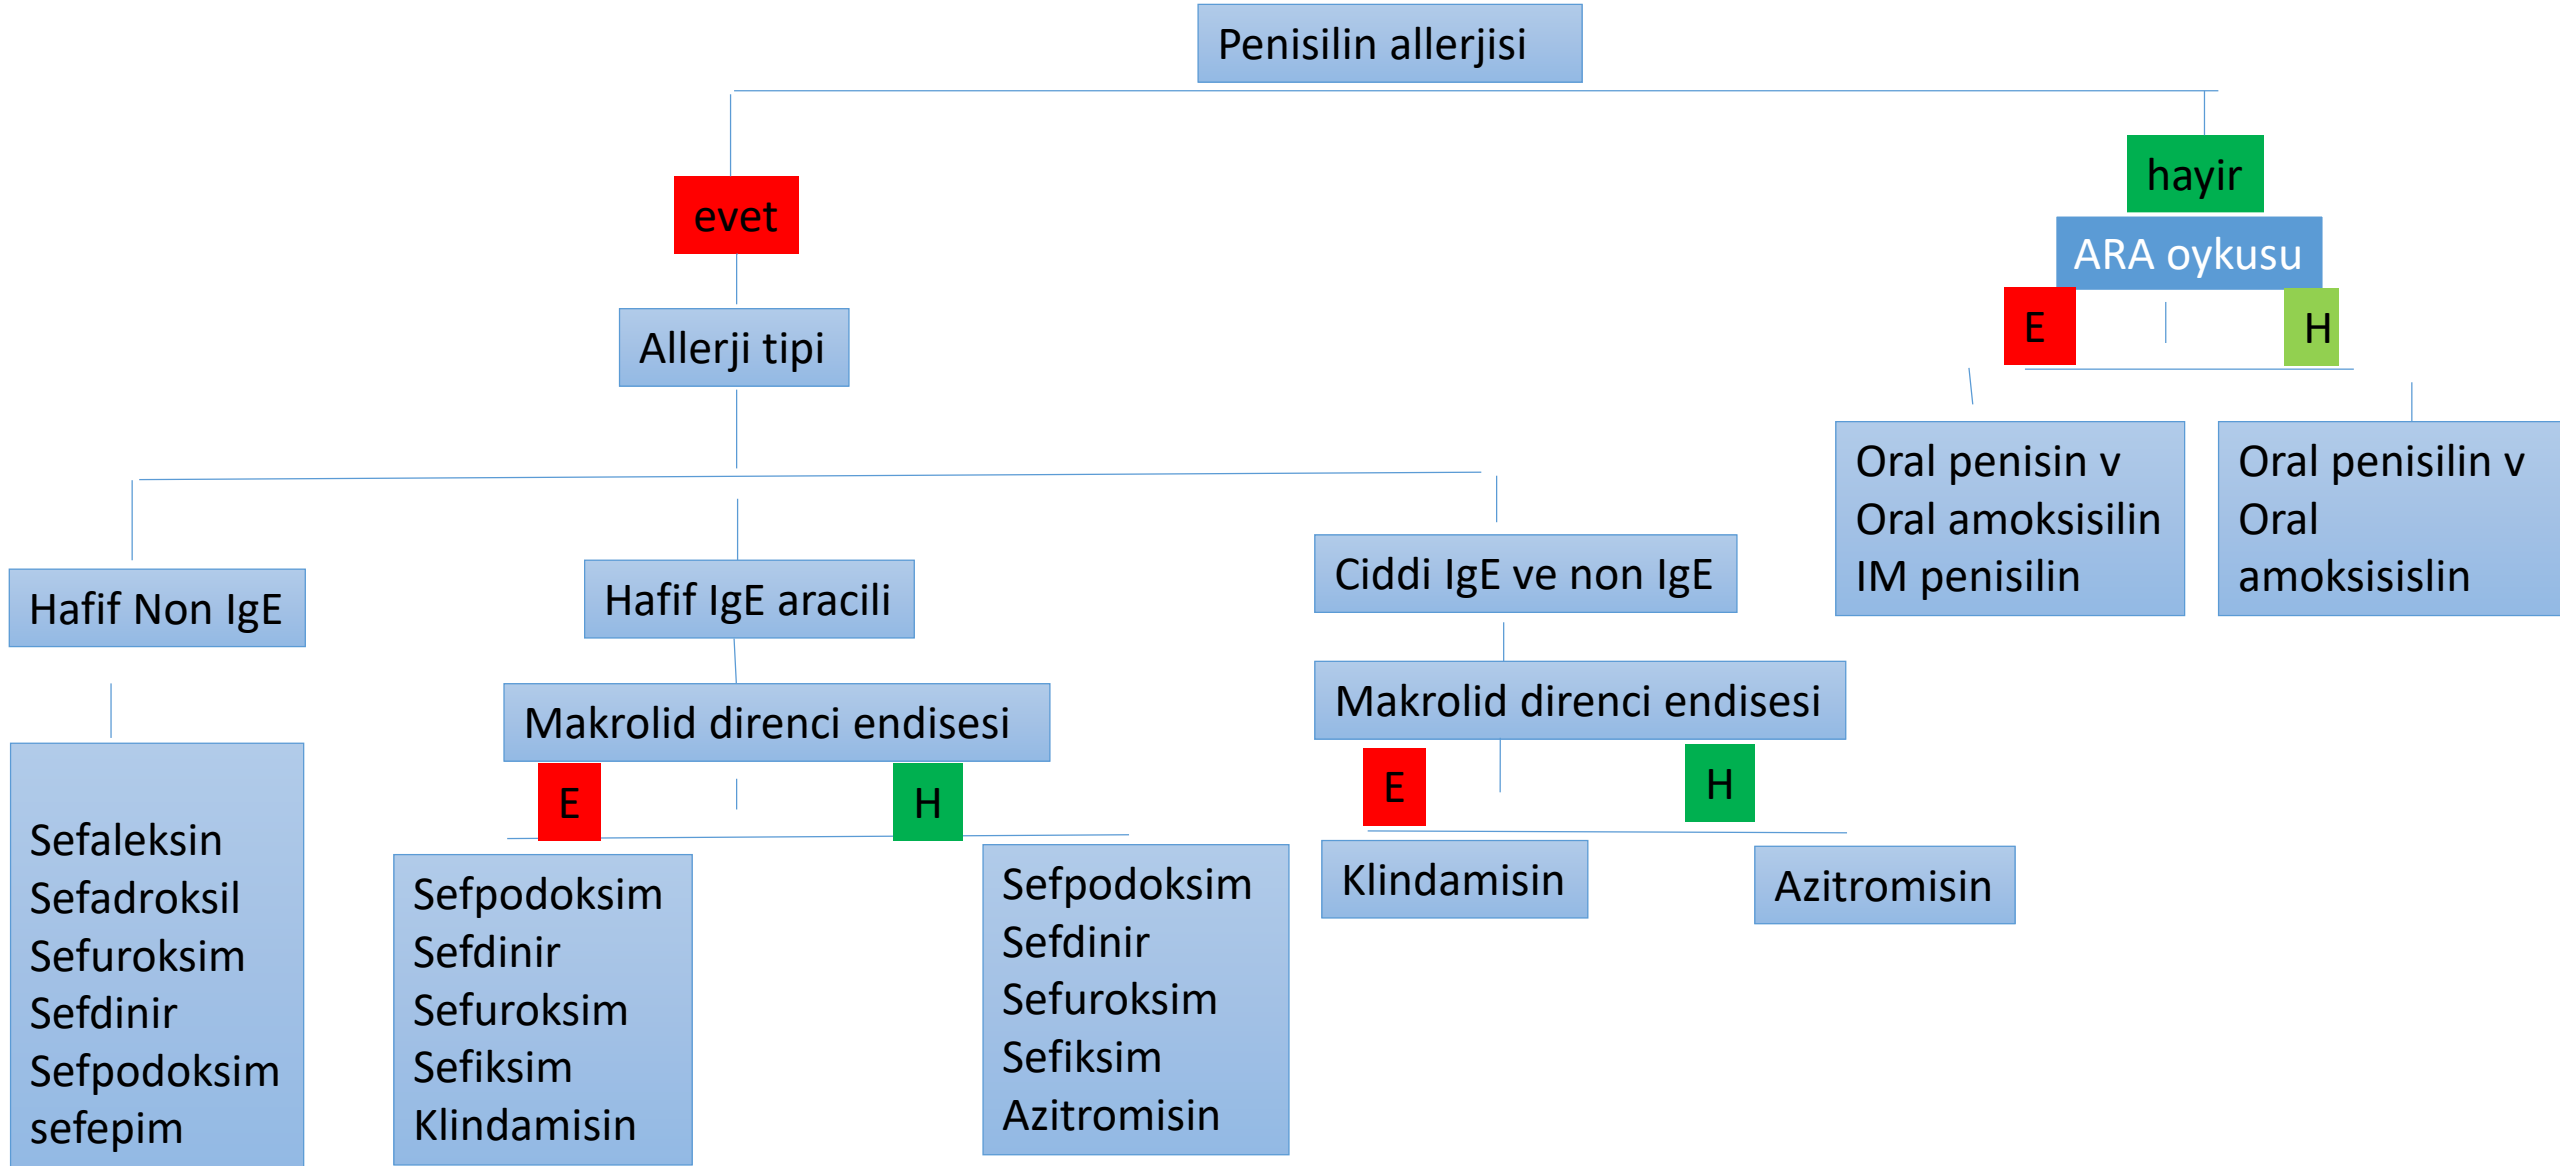 Penisilin allerjisi
evet
hayir
ARA oykusu
E
H
Allerji tipi
Oral penisin v
Oral amoksisilin
IM penisilin
Oral penisilin v
Oral
amoksisislin
Hafif Non IgE
Hafif IgE aracili
Ciddi IgE ve non IgE
Makrolid direnci endisesi
E
H
Makrolid direnci endisesi
E
H
Sefaleksin
Sefadroksil
Sefuroksim
Sefdinir
Sefpodoksim
sefepim
Sefpodoksim
Sefdinir
Sefuroksim
Sefiksim
Klindamisin
Sefpodoksim
Sefdinir
Sefuroksim
Sefiksim
Azitromisin
Klindamisin
Azitromisin